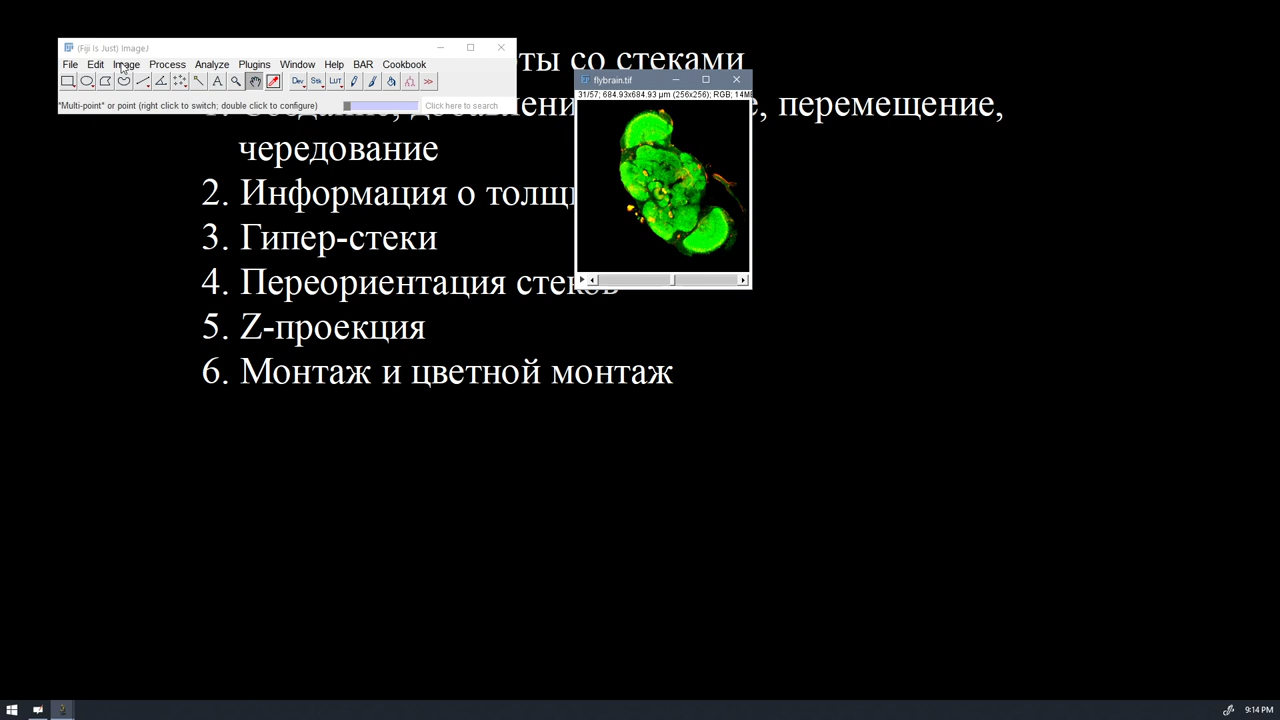 (Fiji Is Just) ImageJ
File Edit Image Process Analyze Plugins Window Help BAR Cookbook
Dev Stk LUT
*Multi-point* or point (right click to switch; double click to configure)
Click here to search
со стеками
flybrain.tif
31/57; 684.93x684.93 µm (256x256); RGB; 14MB
перемещение,
чередование
2. Информация о
3. Гипер-стеки
4. Переориентация стеков
5. Z-проекция
6. Монтаж и цветной монтаж
9:14 PM